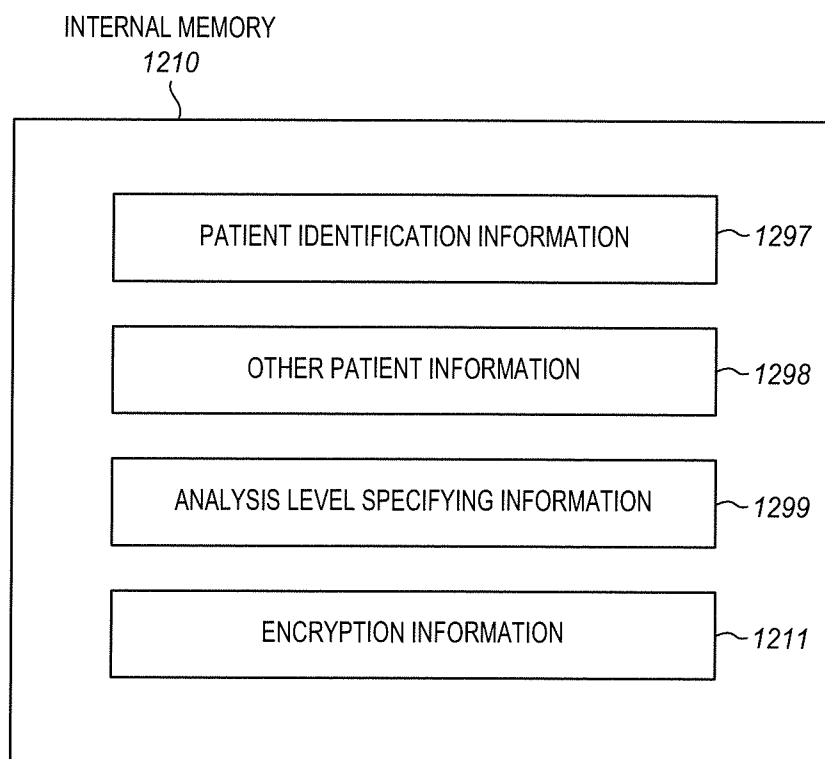 INTERNAL MEMORY
1210
PATIENT IDENTIFICATION INFORMATION
1297
OTHER PATIENT INFORMATION
1298
ANALYSIS LEVEL SPECIFYING INFORMATION
1299
ENCRYPTION INFORMATION
1211